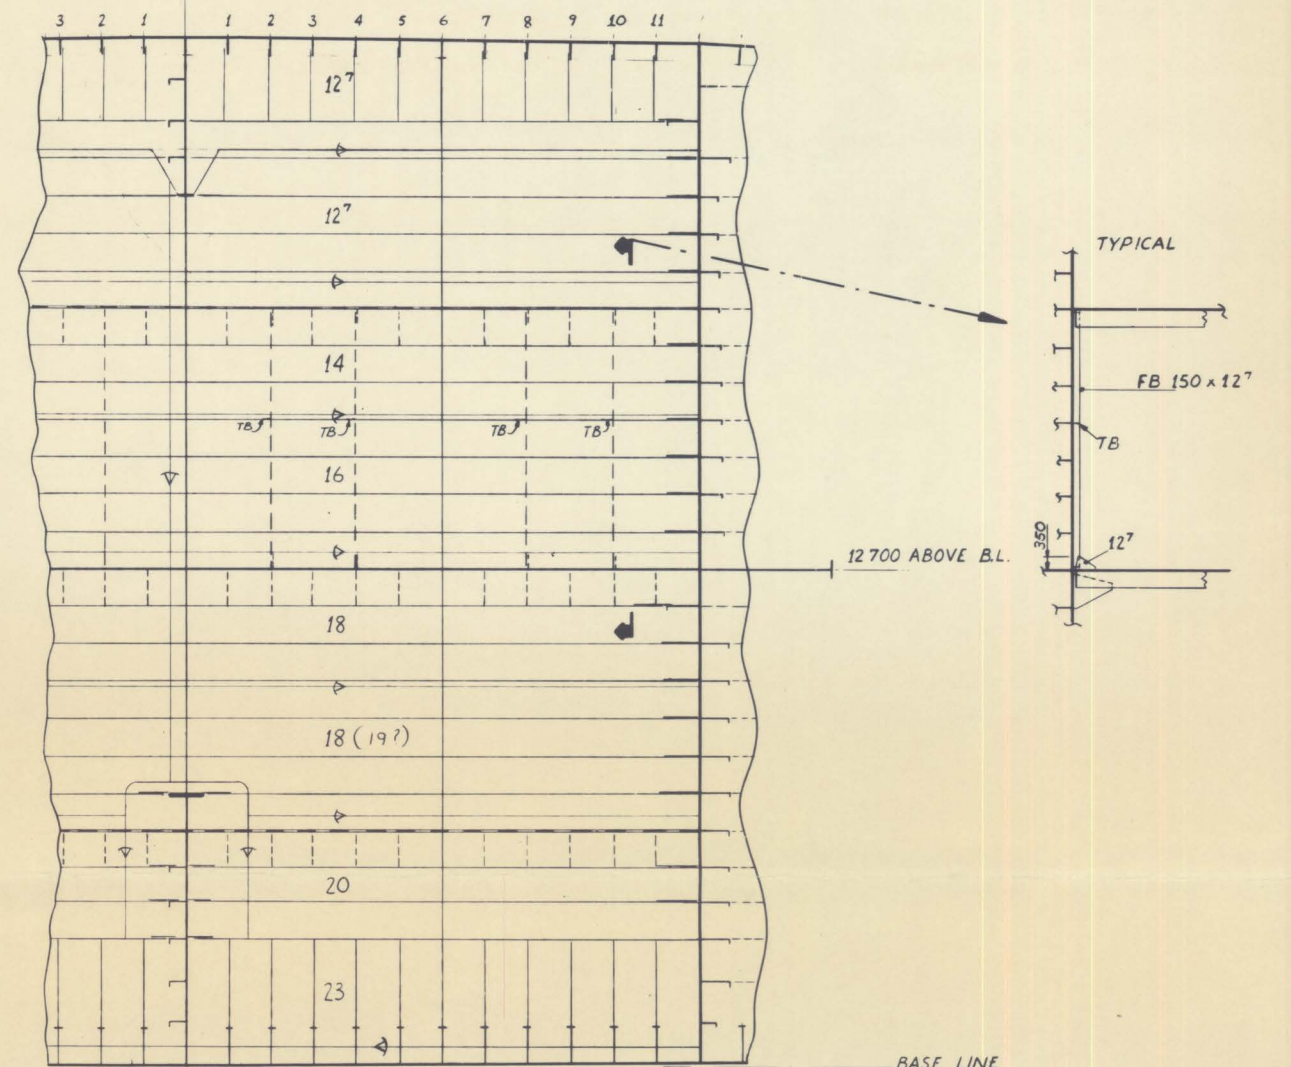 3 2 1 1 2 3 4 5 6 7 8 9 10 11
12⁷
12⁷
TYPICAL
14
FB 150 x 12⁷
TB TB TB TB
TB
16
350
12⁷
12 700 ABOVE B.L.
18
18 (19?)
20
23
BASE LINE